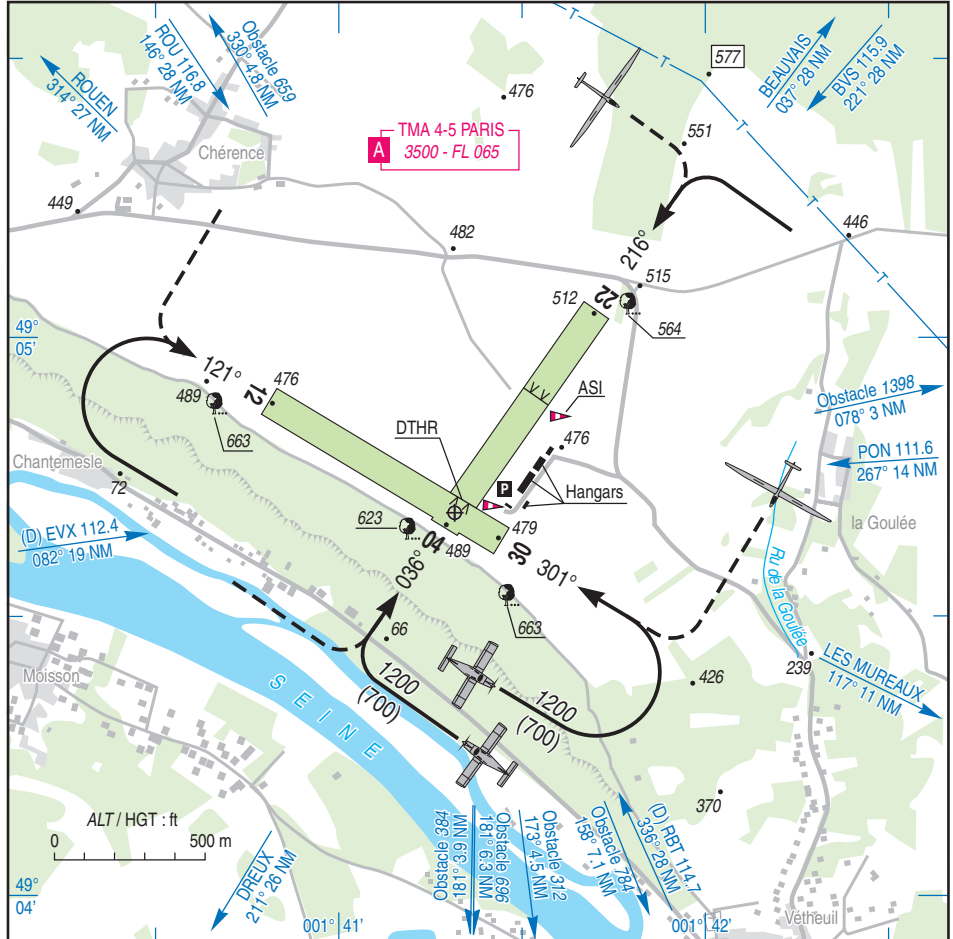 ROUEN
314° 27 NM
ROU 116.8
146° 28 NM
Obstacle 659
330° 4.8 NM
Chérence
476
A
TMA 4-5 PARIS
3500 - FL 065
T
577
551
BEAUVAIS
037° 28 NM
BVS 115.9
221° 28 NM
T
449
482
216°
515
446
T
49°
05'
512
22
564
121°
489
12
476
663
ASI
DTHR
476
Obstacle 1398
078° 3 NM
PON 111.6
267° 14 NM
Chantemesle
72
P
Hangars
la Goulée
(D) EVX 112.4
082° 19 NM
623
04
489
479
30
036°
301°
663
Ru de la Goulée
66
1200
(700)
1200
(700)
426
239
LES MUREAUX
117° 11 NM
Moisson
SEINE
370
ALT / HGT : ft
0
500 m
DREUX
211° 26 NM
Obstacle 384
181° 3.9 NM
Obstacle 696
181° 6.3 NM
Obstacle 312
173° 4.5 NM
Obstacle 784
158° 7.1 NM
(D) RBT 114.7
336° 28 NM
49°
04'
001° 41'
001° 42'
Vétheuil